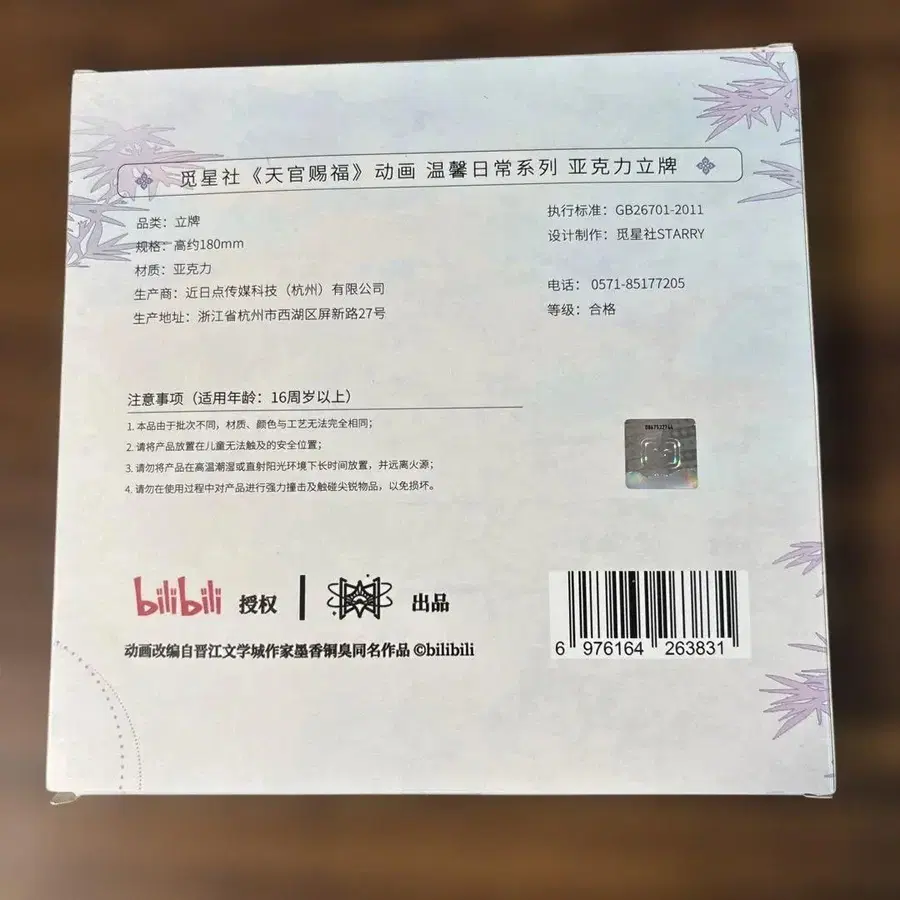 觅星社《天官赐福》动画 温馨日常系列 亚克力立牌
品类：立牌
规格：高约180mm
材质：亚克力
生产商：近日点传媒科技（杭州）有限公司
生产地址：浙江省杭州市西湖区屏新路27号
执行标准：GB26701-2011
设计制作：觅星社STARRY
电话： 0571-85177205
等级：合格
注意事项（适用年龄：16周岁以上）
1. 本品由于批次不同，材质、颜色与工艺无法完全相同；
2. 请将产品放置在儿童无法触及的安全位置；
3. 请勿将产品在高温潮湿或直射阳光环境下长时间放置，并远离火源；
4. 请勿在使用过程中对产品进行强力撞击及触碰尖锐物品，以免损坏。
bilibili 授权 | 出品
动画改编自晋江文学城作家墨香铜臭同名作品 ©bilibili
6 976164 263831